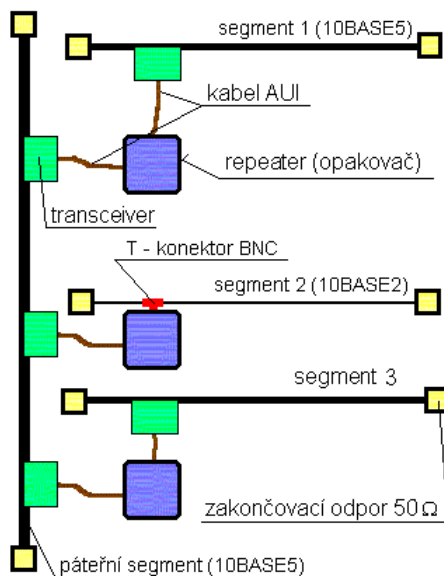 segment 1 (10BASE5)
kabel AUI
repeater (opakovač)
transceiver
T - konektor BNC
segment 2 (10BASE2)
segment 3
zakončovací odpor 50 Ω
páteřní segment (10BASE5)